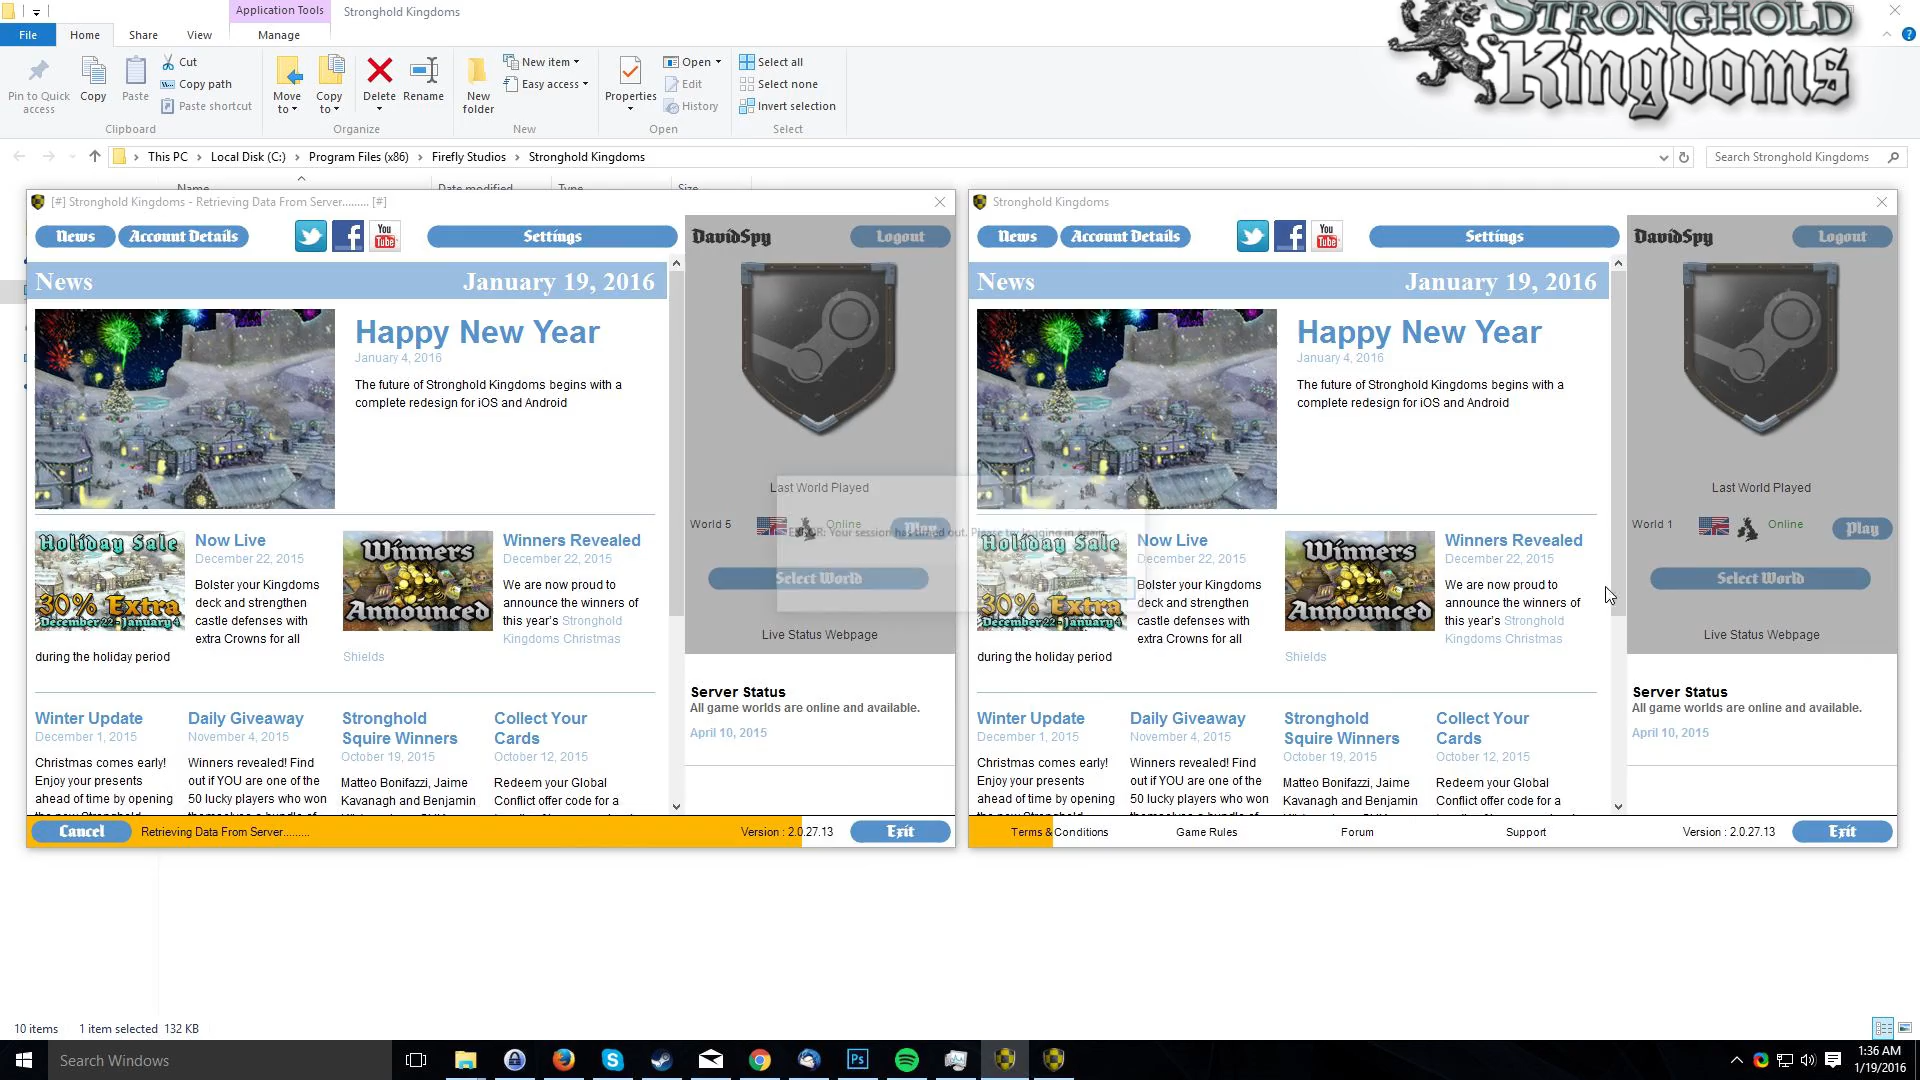 Application Tools
Stronghold Kingdoms
STRONGHOLD
Kingdoms
File
Home
Share
View
Manage
Pin to Quick access
Copy
Paste
Cut
Copy path
Paste shortcut
Clipboard
Move to
Copy to
Delete
Rename
Organize
New folder
New item
Easy access
New
Properties
Open
Edit
History
Open
Select all
Select none
Invert selection
Select
This PC
Local Disk (C:)
Program Files (x86)
Firefly Studios
Stronghold Kingdoms
Search Stronghold Kingdoms
Name
Date modified
Type
Size
[#] Stronghold Kingdoms - Retrieving Data From Server......... [#]
News
Account Details
You
Tube
Settings
DavidSpy
Logout
News
January 19, 2016
Happy New Year
January 4, 2016
The future of Stronghold Kingdoms begins with a
complete redesign for iOS and Android
Last World Played
World 5
Online
Play
ERROR: Your session has timed out. Please try logging in again.
Select World
Live Status Webpage
Holiday Sale
30% Extra
December 22 - January 4
Now Live
December 22, 2015
Bolster your Kingdoms
deck and strengthen
castle defenses with
extra Crowns for all
during the holiday period
Winners
Announced
Winners Revealed
December 22, 2015
We are now proud to
announce the winners of
this year's Stronghold
Kingdoms Christmas
Shields
Server Status
All game worlds are online and available.
April 10, 2015
Winter Update
December 1, 2015
Christmas comes early!
Enjoy your presents
ahead of time by opening
Daily Giveaway
November 4, 2015
Winners revealed! Find
out if YOU are one of the
50 lucky players who won
Stronghold
Squire Winners
October 19, 2015
Matteo Bonifazzi, Jaime
Kavanagh and Benjamin
Collect Your
Cards
October 12, 2015
Redeem your Global
Conflict offer code for a
Cancel
Retrieving Data From Server.........
Version : 2.0.27.13
Exit
Stronghold Kingdoms
News
Account Details
You
Tube
Settings
DavidSpy
Logout
News
January 19, 2016
Happy New Year
January 4, 2016
The future of Stronghold Kingdoms begins with a
complete redesign for iOS and Android
Last World Played
World 1
Online
Play
Select World
Live Status Webpage
Holiday Sale
30% Extra
December 22 - January 4
Now Live
December 22, 2015
Bolster your Kingdoms
deck and strengthen
castle defenses with
extra Crowns for all
during the holiday period
Winners
Announced
Winners Revealed
December 22, 2015
We are now proud to
announce the winners of
this year's Stronghold
Kingdoms Christmas
Shields
Server Status
All game worlds are online and available.
April 10, 2015
Winter Update
December 1, 2015
Christmas comes early!
Enjoy your presents
ahead of time by opening
Daily Giveaway
November 4, 2015
Winners revealed! Find
out if YOU are one of the
50 lucky players who won
Stronghold
Squire Winners
October 19, 2015
Matteo Bonifazzi, Jaime
Kavanagh and Benjamin
Collect Your
Cards
October 12, 2015
Redeem your Global
Conflict offer code for a
Terms & Conditions
Game Rules
Forum
Support
Version : 2.0.27.13
Exit
10 items
1 item selected 132 KB
Search Windows
Ps
1:36 AM
1/19/2016